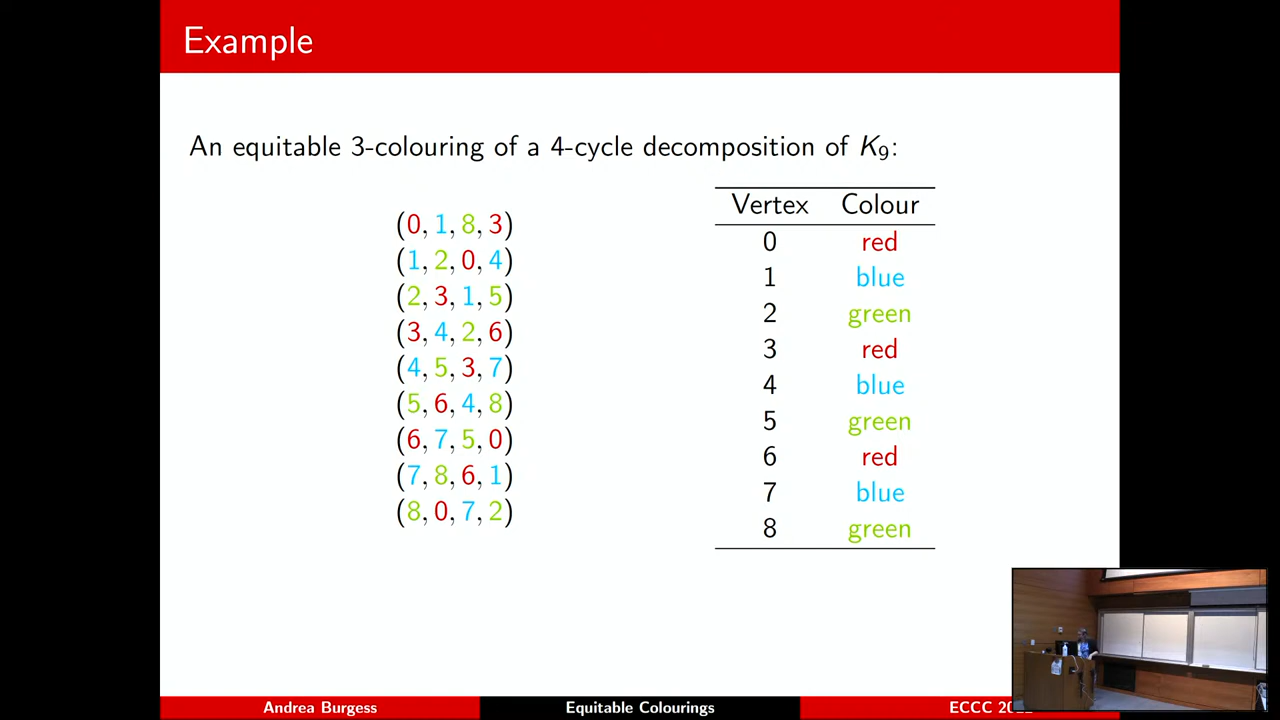 Example
An equitable 3-colouring of a 4-cycle decomposition of K₉:
(0, 1, 8, 3)
(1, 2, 0, 4)
(2, 3, 1, 5)
(3, 4, 2, 6)
(4, 5, 3, 7)
(5, 6, 4, 8)
(6, 7, 5, 0)
(7, 8, 6, 1)
(8, 0, 7, 2)
Vertex Colour
0 red
1 blue
2 green
3 red
4 blue
5 green
6 red
7 blue
8 green
Andrea Burgess Equitable Colourings ECCC